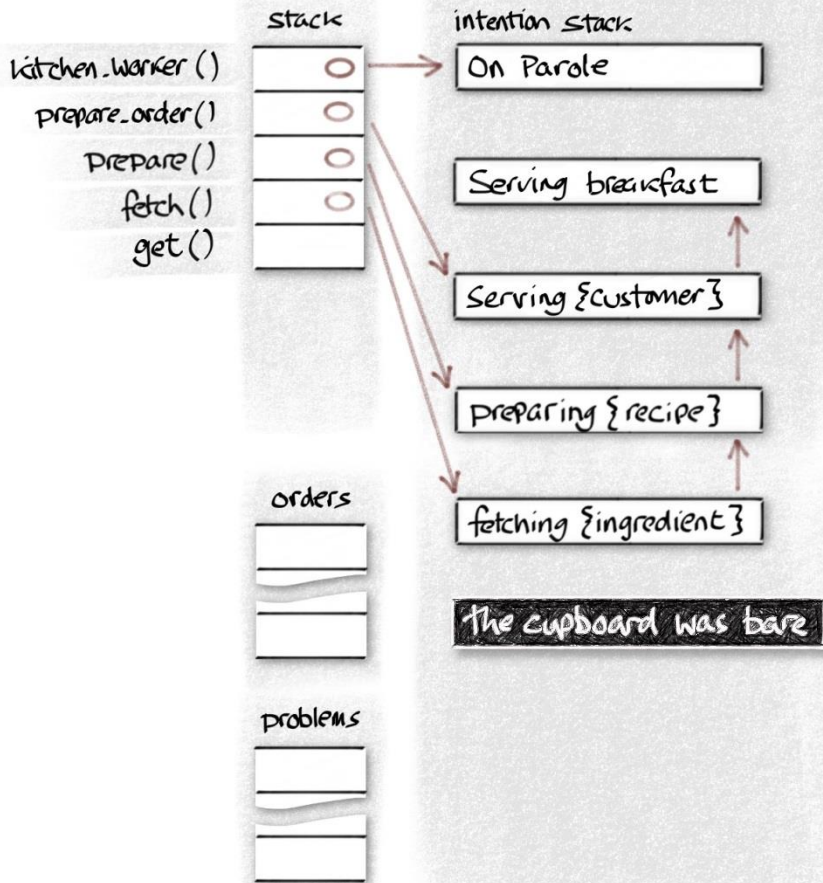 stack
intention stack
kitchen_worker ()
On Parole
prepare_order()
prepare()
Serving breakfast
fetch()
get()
Serving {customer}
preparing {recipe}
orders
fetching {ingredient}
the cupboard was bare
problems